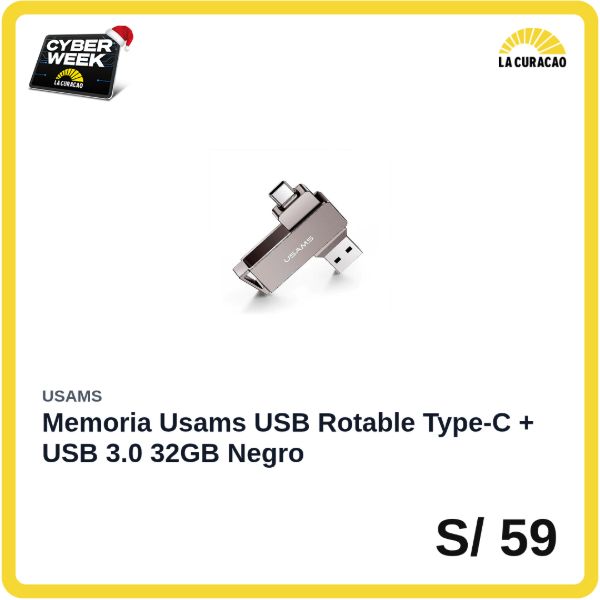 CYBER
WEEK
LA CURACAO
LA CURACAO
USAMS
USAMS
Memoria Usams USB Rotable Type-C +
USB 3.0 32GB Negro
S/ 59